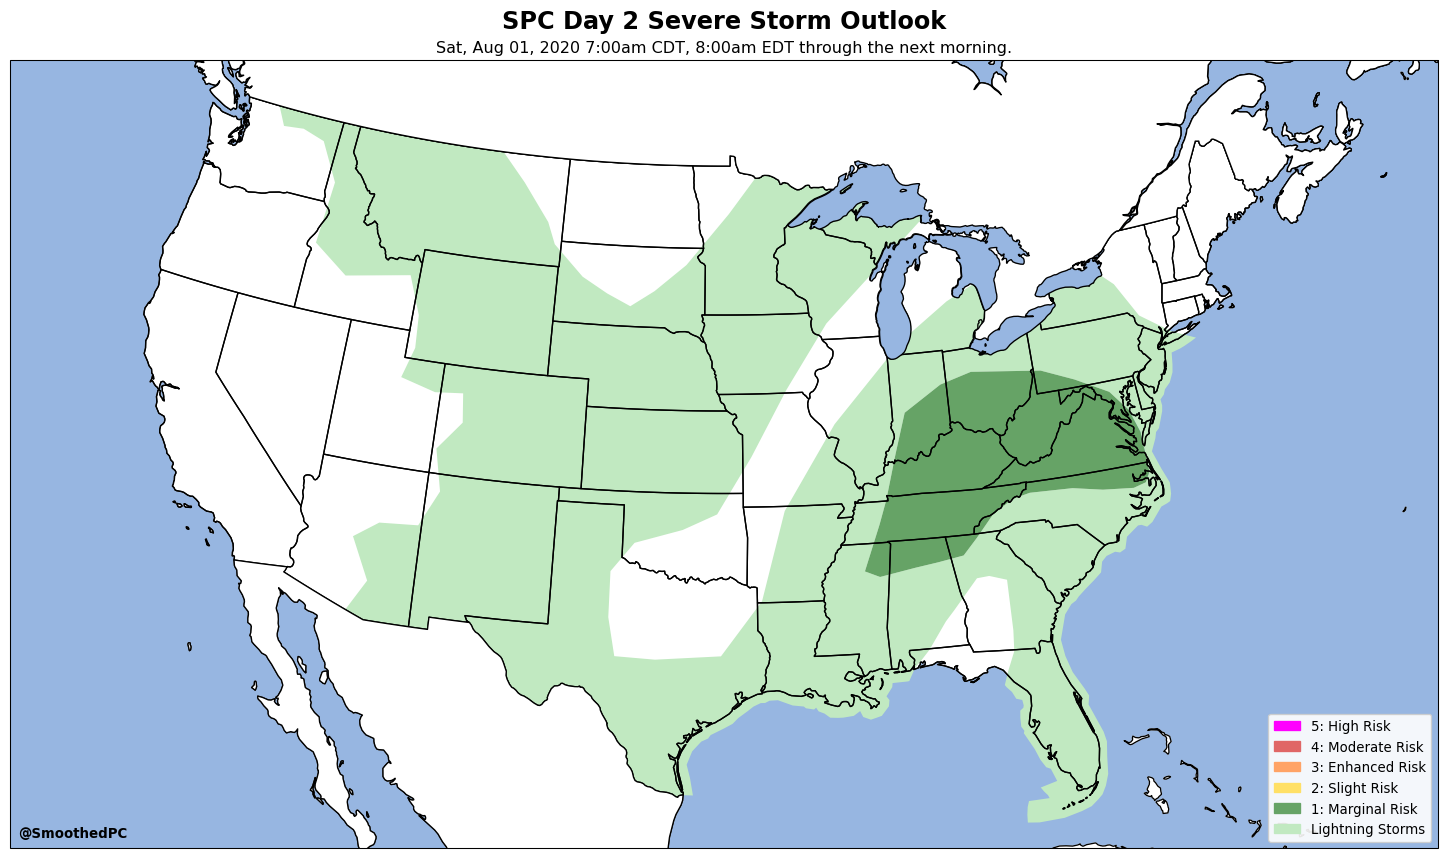 SPC Day 2 Severe Storm Outlook
Sat, Aug 01, 2020 7:00am CDT, 8:00am EDT through the next morning.
5: High Risk
4: Moderate Risk
3: Enhanced Risk
2: Slight Risk
1: Marginal Risk
Lightning Storms
@SmoothedPC